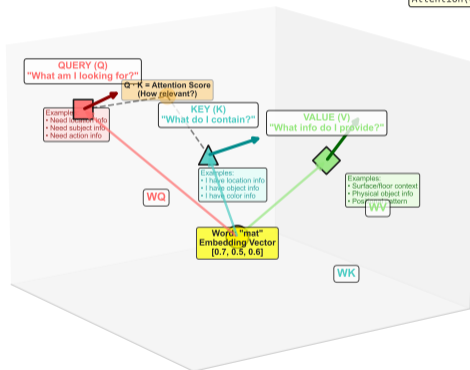 Attention(
QUERY (Q)
"What am I looking for?"
Q · K = Attention Score
(How relevant?)
KEY (K)
"What do I contain?"
VALUE (V)
"What info do I provide?"
Examples:
• Need location info
• Need subject info
• Need action info
Examples:
• I have location info
• I have object info
• I have color info
Examples:
• Surface/floor context
• Physical object info
pattern
WQ
WV
Word: "mat"
Embedding Vector
[0.7, 0.5, 0.6]
WK